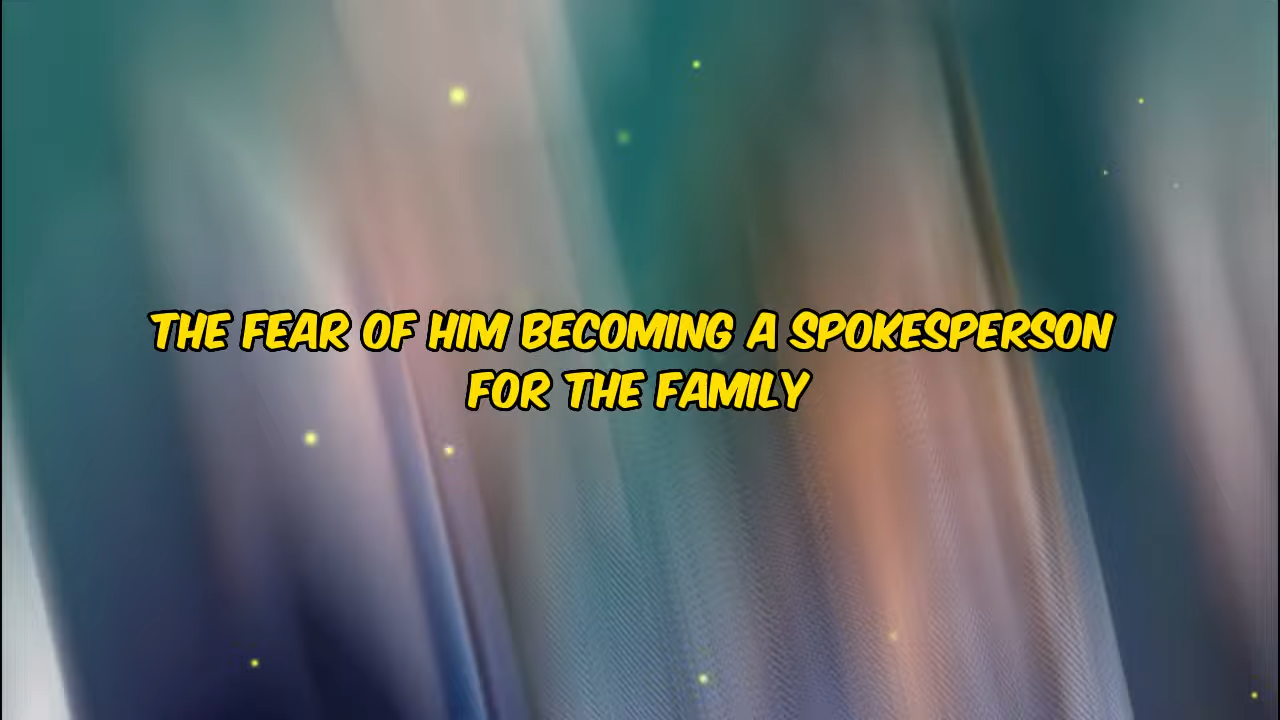 THE FEAR OF HIM BECOMING A SPOKESPERSON
FOR THE FAMILY